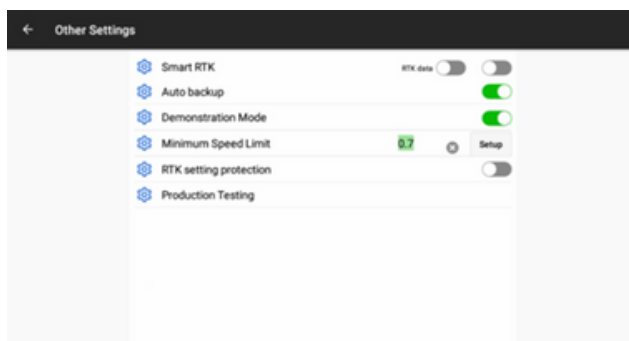 Other Settings
Smart RTK RTK data
Auto backup
Demonstration Mode
Minimum Speed Limit 0.7 Setup
RTK setting protection
Production Testing